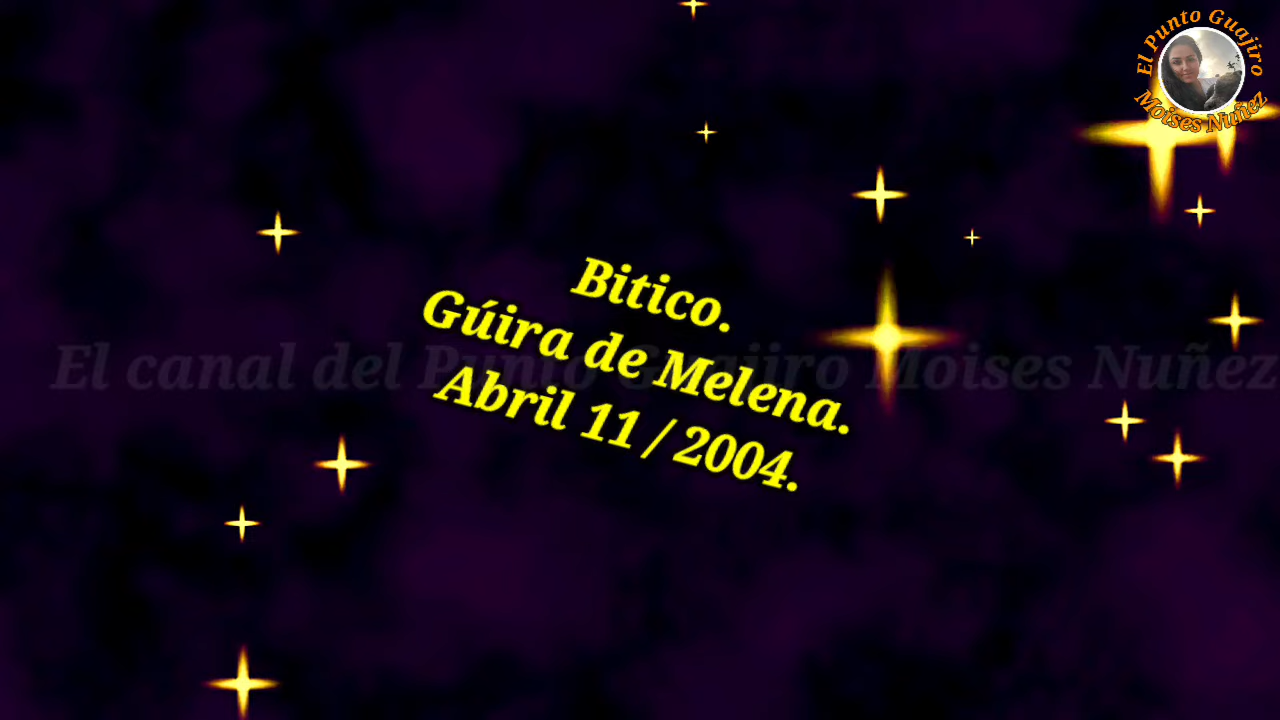 El Punto Guajiro
Moises Nuñez
Bitico.
Gúira de Melena.
Abril 11 / 2004.
El canal del Punto Guajiro Moises Nuñez